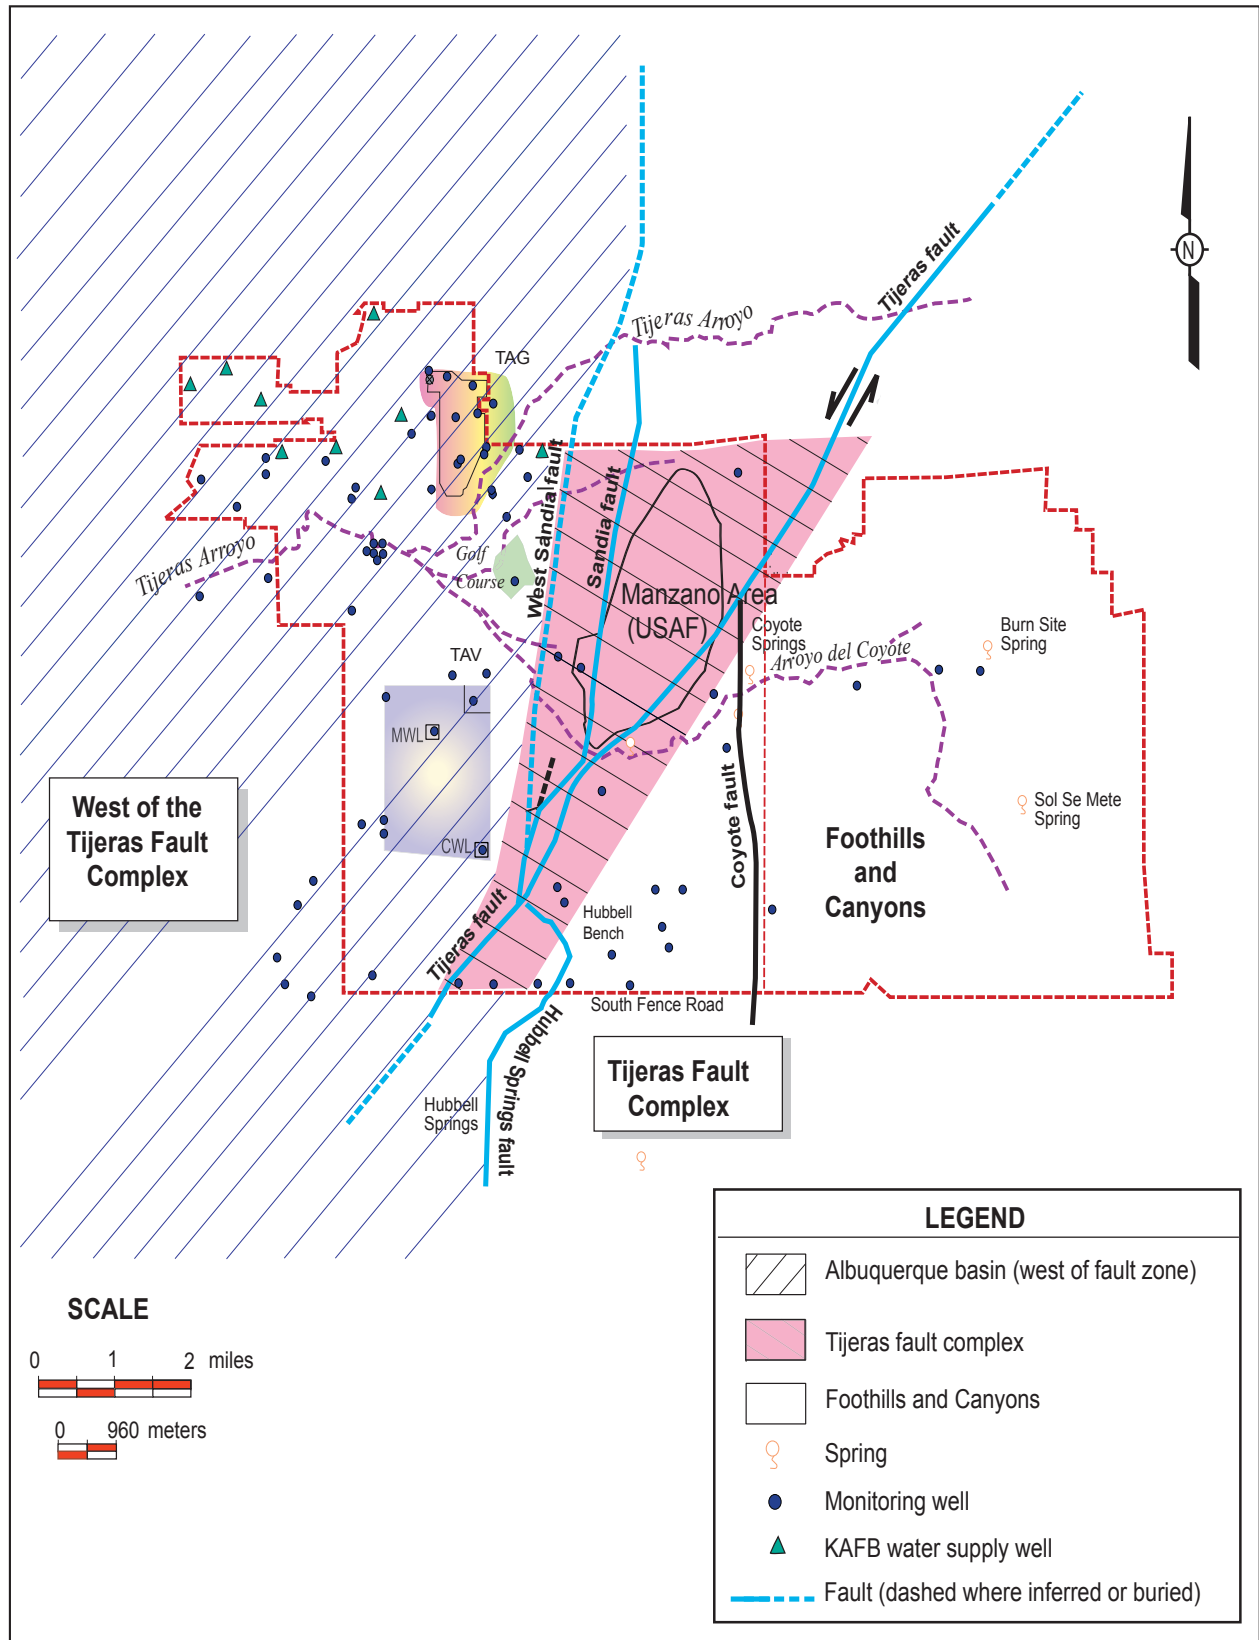 Tijeras fault
N
Tijeras Arroyo
TAG
West Sandia fault
Sandia fault
Tijeras Arroyo
Golf
Course
Manzano Area
(USAF)
Coyote
Springs
Burn Site
Spring
Arroyo del Coyote
TAV
MWL
CWL
West of the
Tijeras Fault
Complex
Sol Se Mete
Spring
Coyote fault
Foothills
and
Canyons
Tijeras fault
Hubbell
Bench
South Fence Road
Hubbell Springs fault
Hubbell
Springs
Tijeras Fault
Complex
LEGEND
Albuquerque basin (west of fault zone)
Tijeras fault complex
Foothills and Canyons
Spring
Monitoring well
KAFB water supply well
Fault (dashed where inferred or buried)
SCALE
0 1 2 miles
0 960 meters